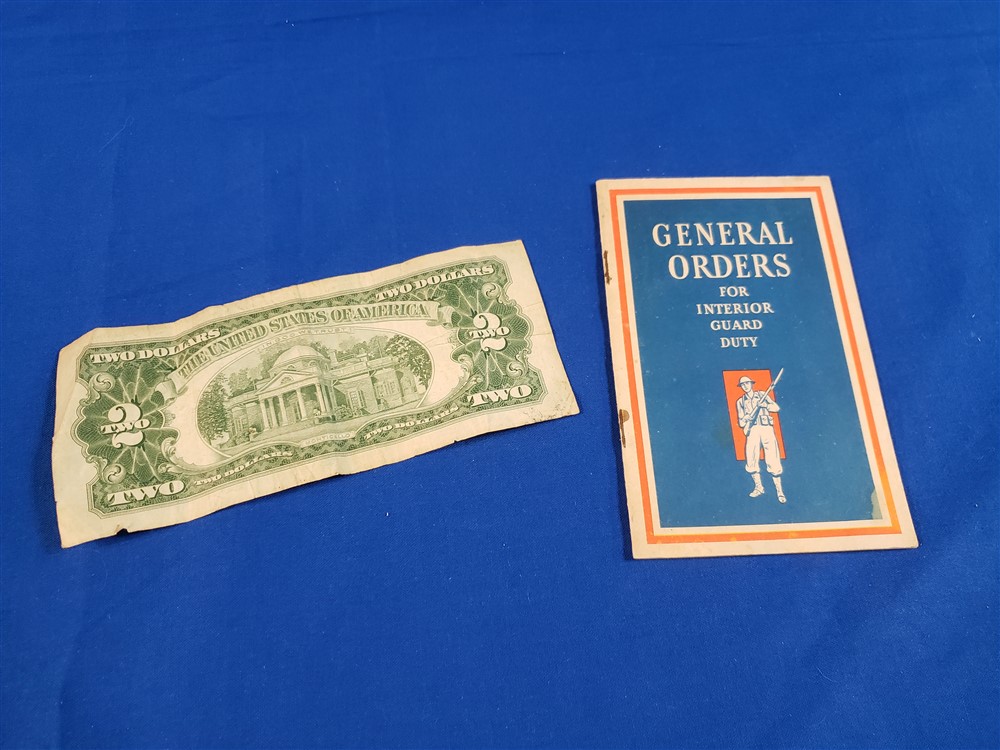 TWO DOLLARS
TWO DOLLARS
THE UNITED STATES OF AMERICA
2
TWO
2
TWO
TWO
TWO DOLLARS
TWO DOLLARS
TWO
GENERAL
ORDERS
FOR
INTERIOR
GUARD
DUTY